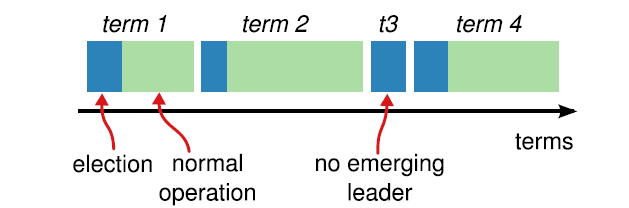 term 1 term 2 t3 term 4
terms
election normal operation no emerging leader